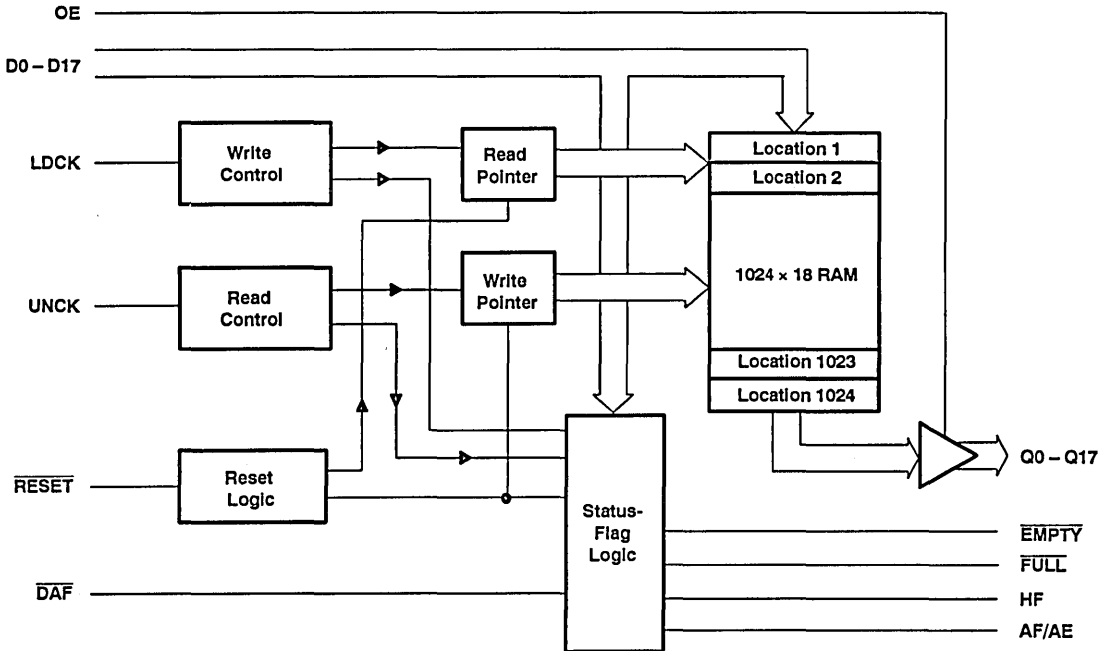 OE
D0 – D17
LDCK
Write
Control
Read
Pointer
Location 1
Location 2
1024 × 18 RAM
Location 1023
Location 1024
UNCK
Read
Control
Write
Pointer
RESET
Reset
Logic
Status-
Flag
Logic
DAF
Q0 – Q17
EMPTY
FULL
HF
AF/AE